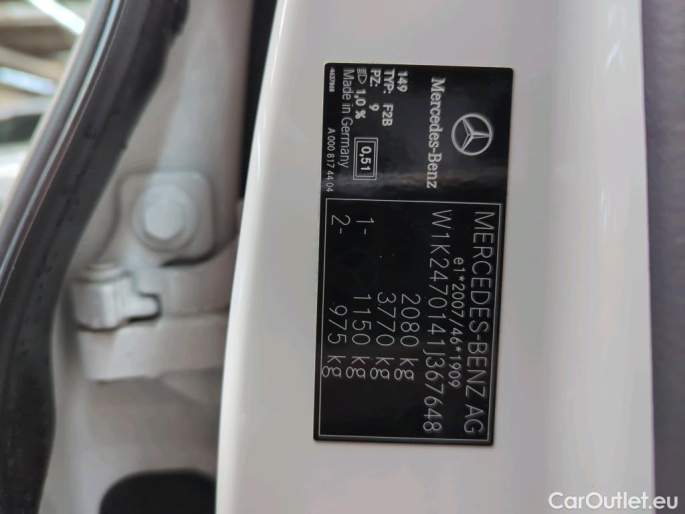 Mercedes-Benz
149
TYP: F2B
PZ: 9
1,0 %
0,51
Made in Germany
A 000 817 44 04
MERCEDES-BENZ AG
e1*2007/46*1909
W1K2470141J367648
2080 kg
3770 kg
1- 1150 kg
2- 975 kg
CarOutlet.eu